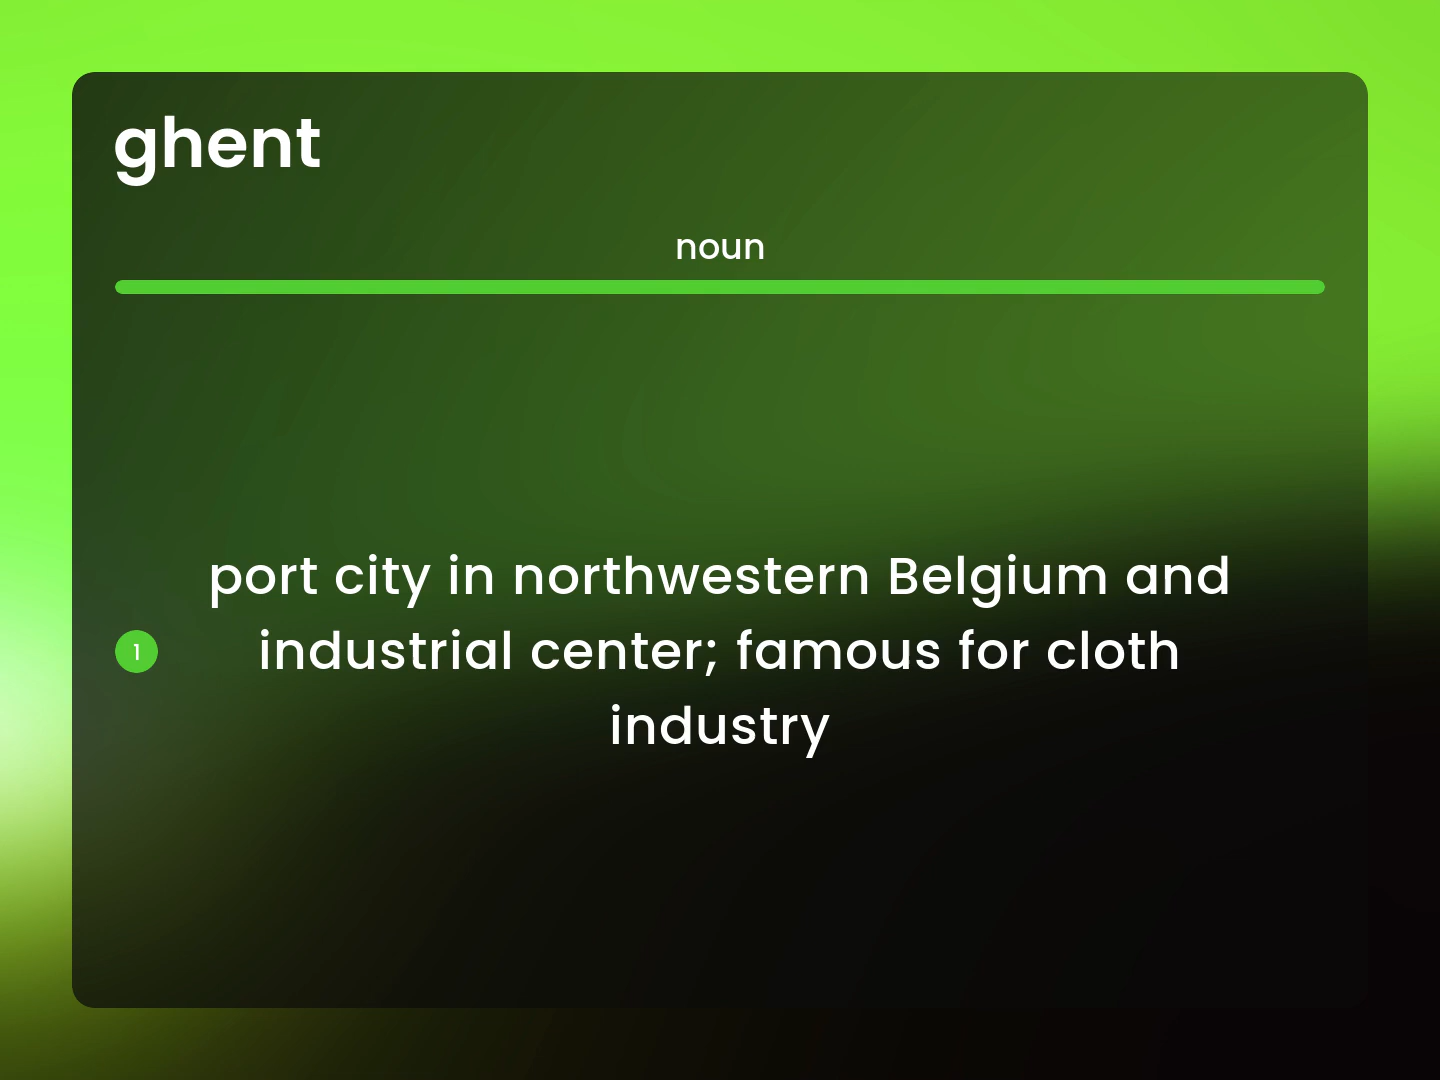 ghent
noun
port city in northwestern Belgium and
1
industrial center; famous for cloth
industry